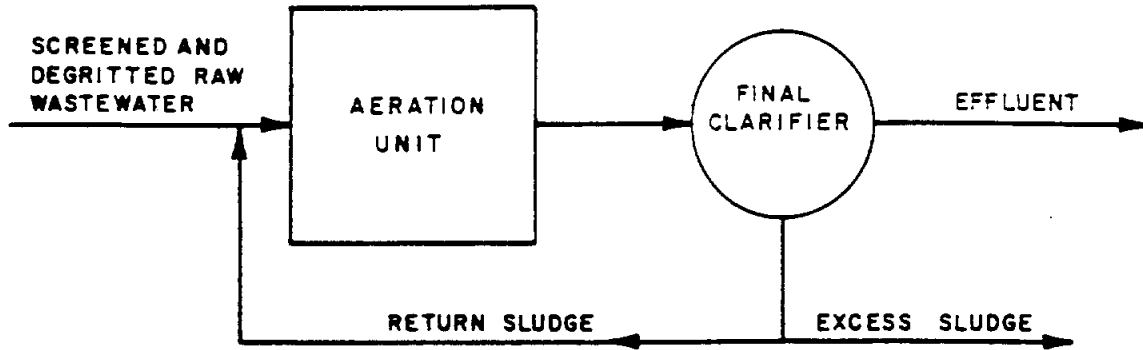 SCREENED AND
DEGRITTED RAW
WASTEWATER
AERATION
UNIT
FINAL
CLARIFIER
EFFLUENT
RETURN SLUDGE
EXCESS SLUDGE